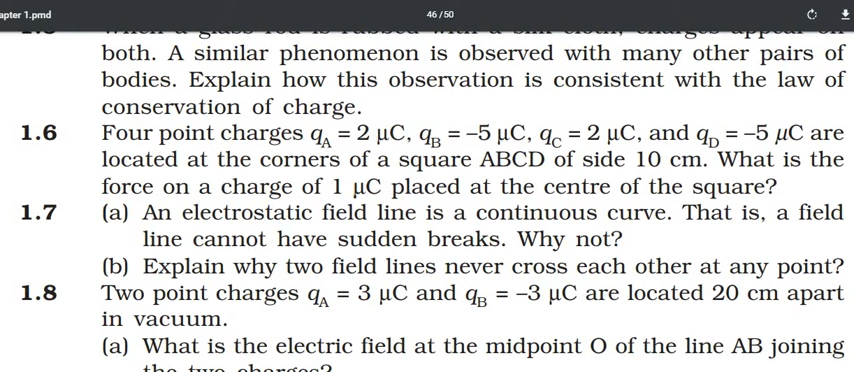 apter 1.pmd
46 / 50
both. A similar phenomenon is observed with many other pairs of
bodies. Explain how this observation is consistent with the law of
conservation of charge.
1.6 Four point charges qA = 2 μC, qB = –5 μC, qC = 2 μC, and qD = –5 μC are
located at the corners of a square ABCD of side 10 cm. What is the
force on a charge of 1 μC placed at the centre of the square?
1.7 (a) An electrostatic field line is a continuous curve. That is, a field
line cannot have sudden breaks. Why not?
(b) Explain why two field lines never cross each other at any point?
1.8 Two point charges qA = 3 μC and qB = –3 μC are located 20 cm apart
in vacuum.
(a) What is the electric field at the midpoint O of the line AB joining
the two charges?